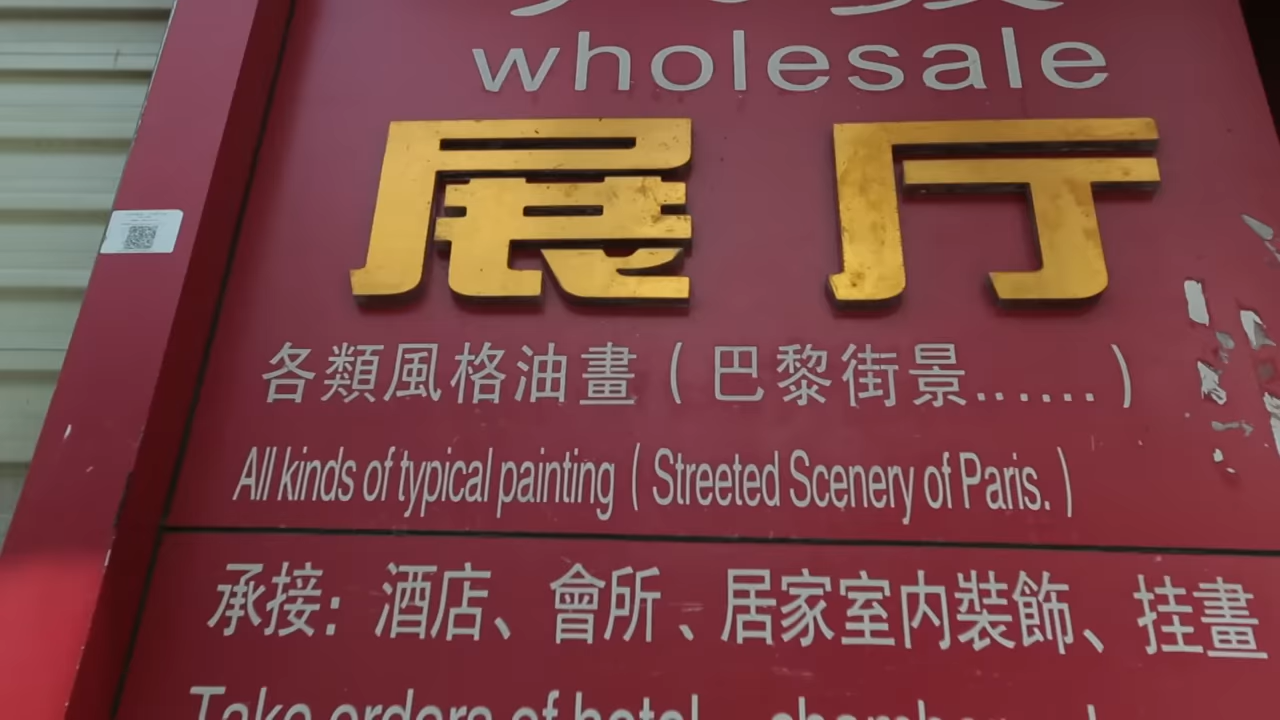 wholesale
展厅
各類風格油畫(巴黎街景......)
All kinds of typical painting ( Streeted Scenery of Paris. )
承接:酒店、會所、居家室内裝飾、挂畫
Take orders of hotel